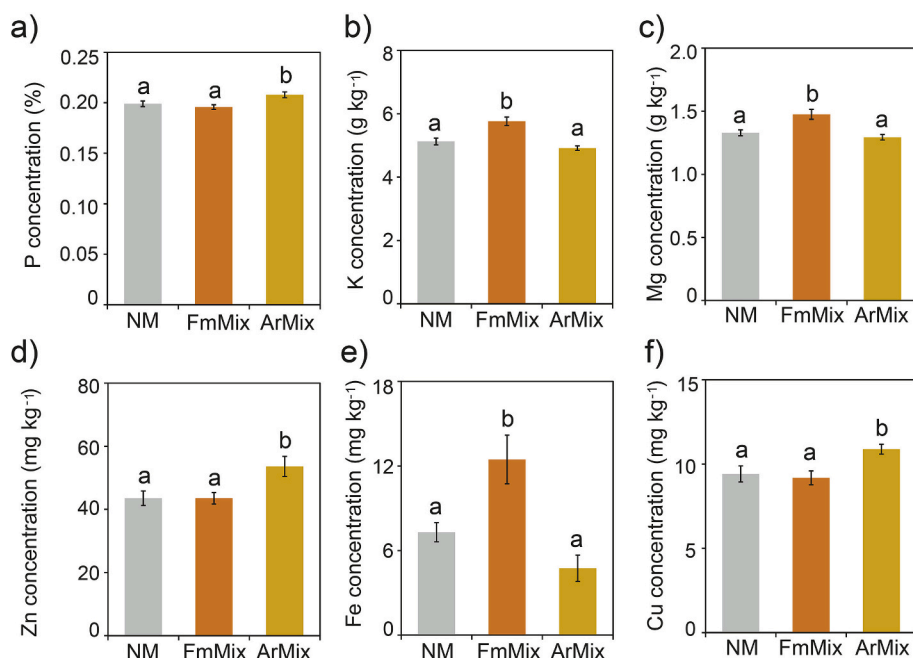 a)
P concentration (%)
0.25
0.20
0.15
0.10
0.05
0
a
a
b
NM
FmMix
ArMix
b)
K concentration (g kg⁻¹)
8
6
4
2
0
a
b
a
NM
FmMix
ArMix
c)
Mg concentration (g kg⁻¹)
2.0
1.5
1.0
0.5
0
a
b
a
NM
FmMix
ArMix
d)
Zn concentration (mg kg⁻¹)
80
60
40
20
0
a
a
b
NM
FmMix
ArMix
e)
Fe concentration (mg kg⁻¹)
18
12
6
0
a
b
a
NM
FmMix
ArMix
f)
Cu concentration (mg kg⁻¹)
15
10
5
0
a
a
b
NM
FmMix
ArMix